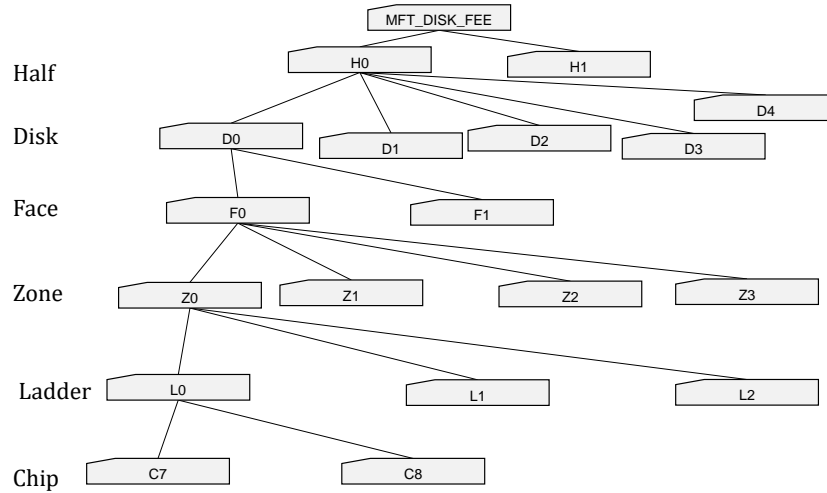 MFT_DISK_FEE
Half
H0
H1
D4
Disk
D0
D1
D2
D3
Face
F0
F1
Zone
Z0
Z1
Z2
Z3
Ladder
L0
L1
L2
Chip
C7
C8